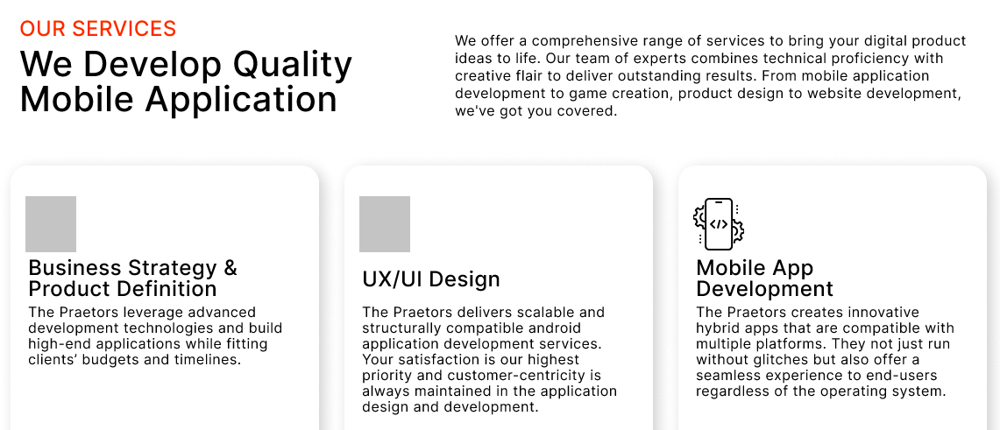 OUR SERVICES
We Develop Quality
Mobile Application
We offer a comprehensive range of services to bring your digital product
ideas to life. Our team of experts combines technical proficiency with
creative flair to deliver outstanding results. From mobile application
development to game creation, product design to website development,
we've got you covered.
Business Strategy &
Product Definition
The Praetors leverage advanced
development technologies and build
high-end applications while fitting
clients’ budgets and timelines.
UX/UI Design
The Praetors delivers scalable and
structurally compatible android
application development services.
Your satisfaction is our highest
priority and customer-centricity is
always maintained in the application
design and development.
</>
Mobile App
Development
The Praetors creates innovative
hybrid apps that are compatible with
multiple platforms. They not just run
without glitches but also offer a
seamless experience to end-users
regardless of the operating system.